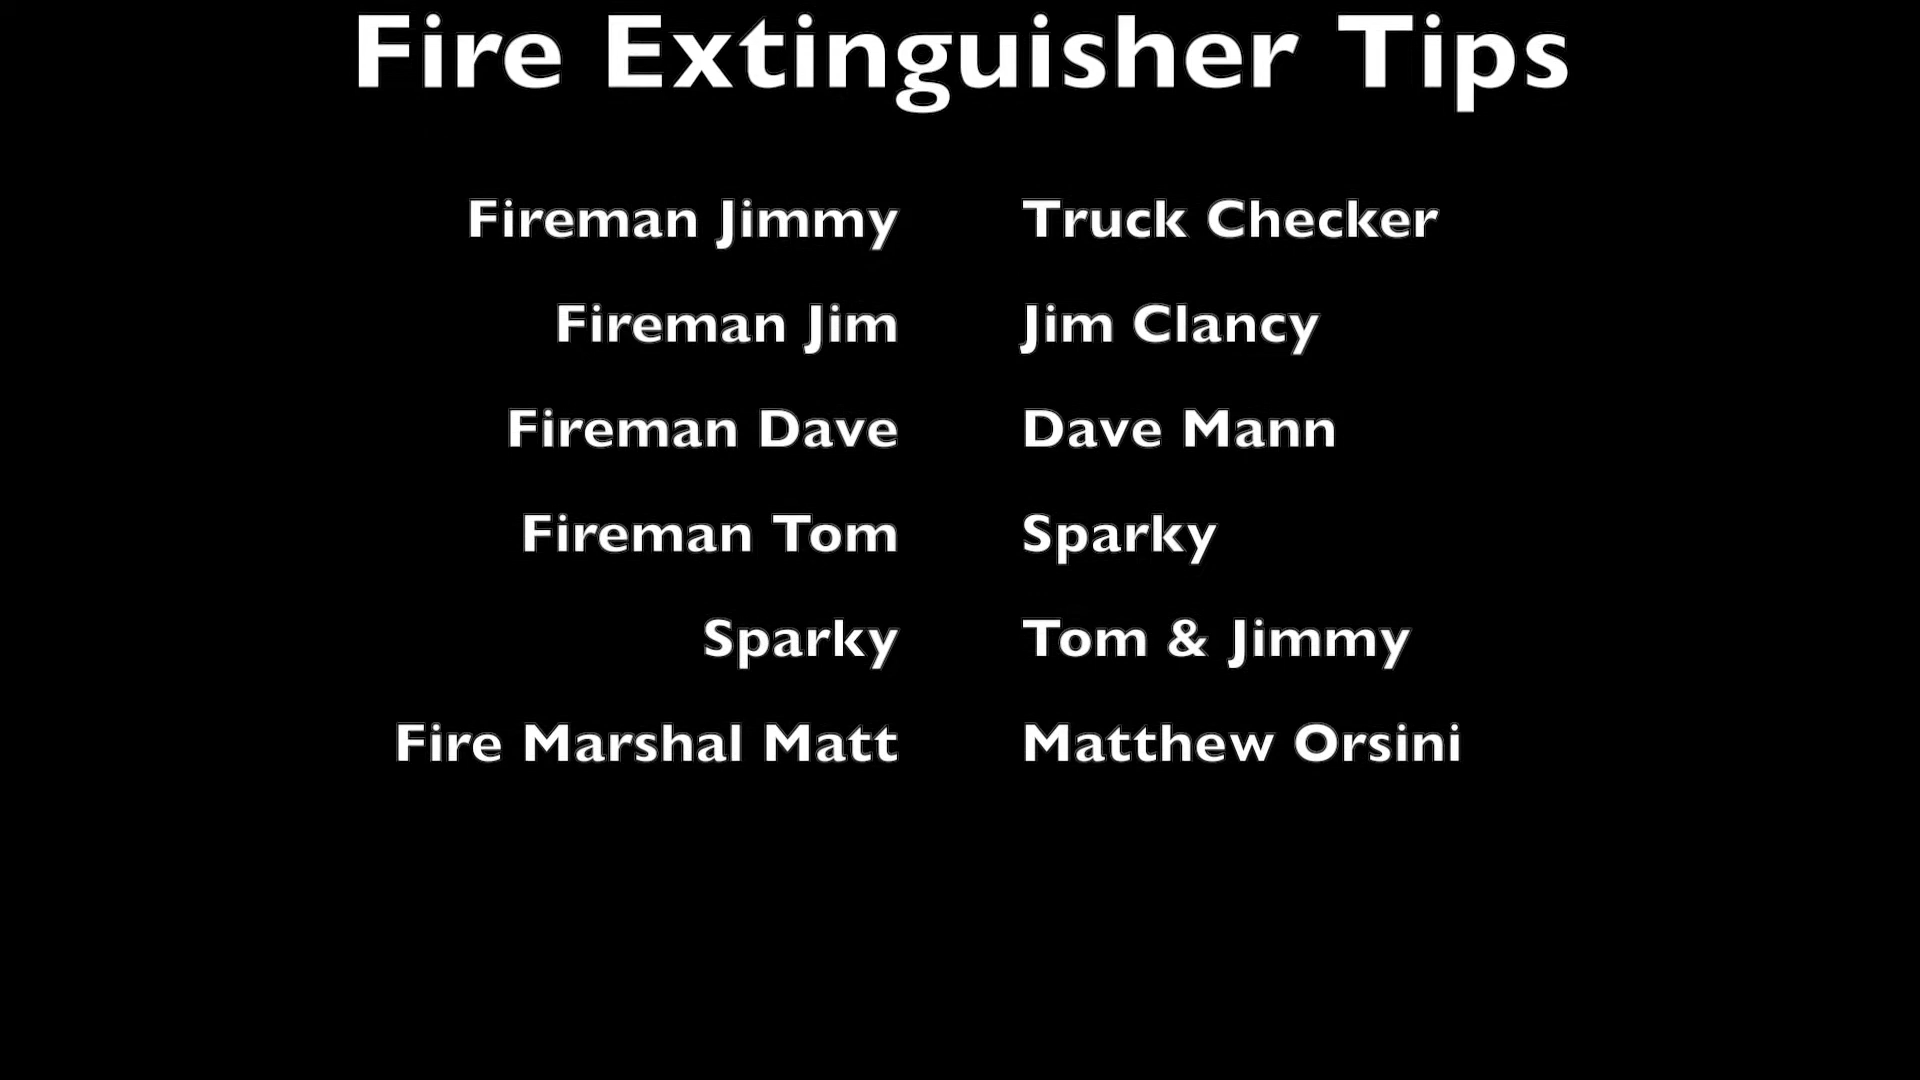 Fire Extinguisher Tips
Fireman Jimmy Truck Checker
Fireman Jim Jim Clancy
Fireman Dave Dave Mann
Fireman Tom Sparky
Sparky Tom & Jimmy
Fire Marshal Matt Matthew Orsini